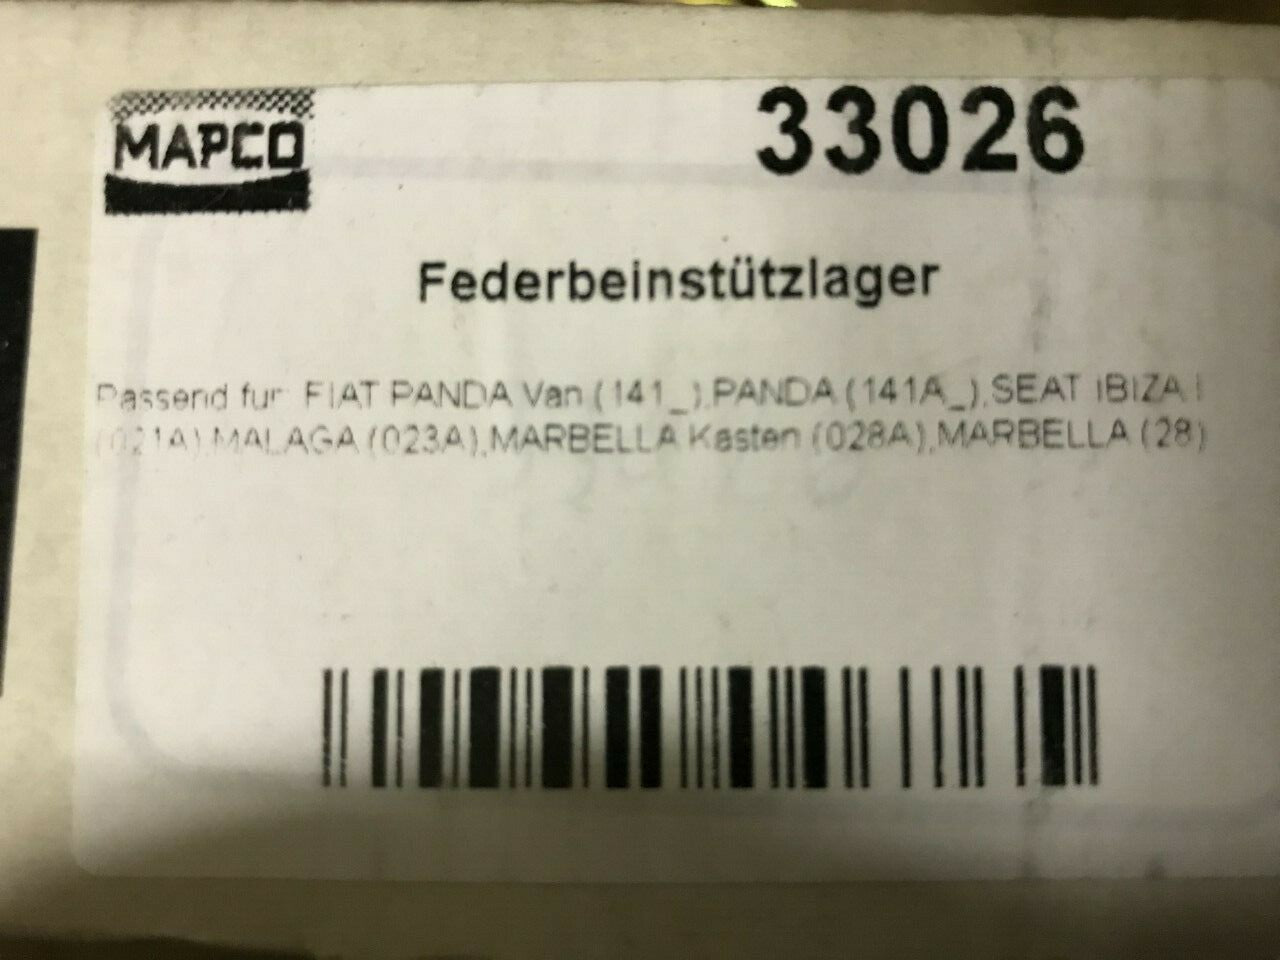 MAPCO
33026
Federbeinstützlager
Passend fur: FIAT PANDA Van (141_),PANDA (141A_),SEAT IBIZA I
(021A),MALAGA (023A),MARBELLA Kasten (028A),MARBELLA (28)